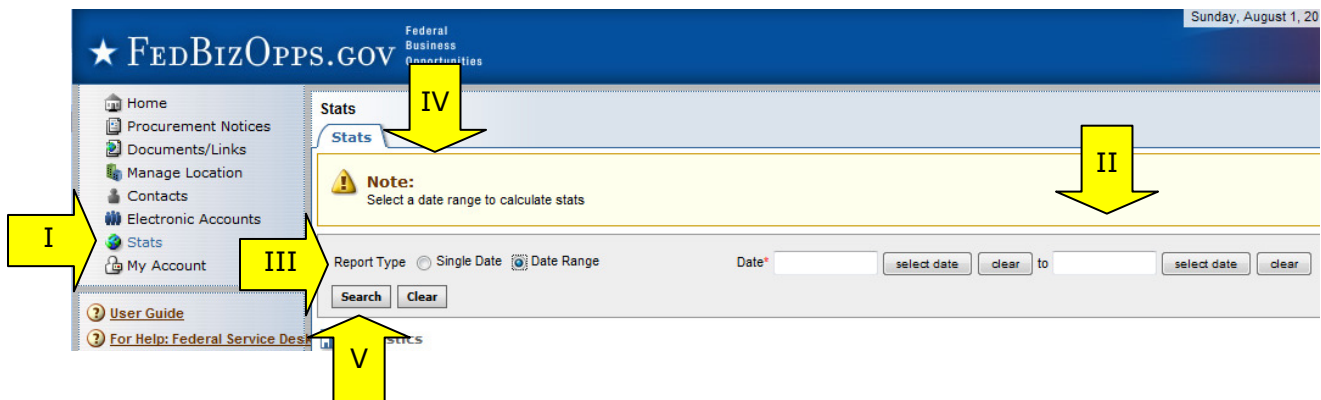 Sunday, August 1, 20
★ FEDBIZOPPS.GOV
Federal
Business
Opportunities
Home
Procurement Notices
Documents/Links
Manage Location
Contacts
Electronic Accounts
Stats
My Account
User Guide
For Help: Federal Service Des
Stats
Stats
Note:
Select a date range to calculate stats
Report Type Single Date Date Range Date* select date clear to select date clear
Search Clear
I
II
III
IV
V